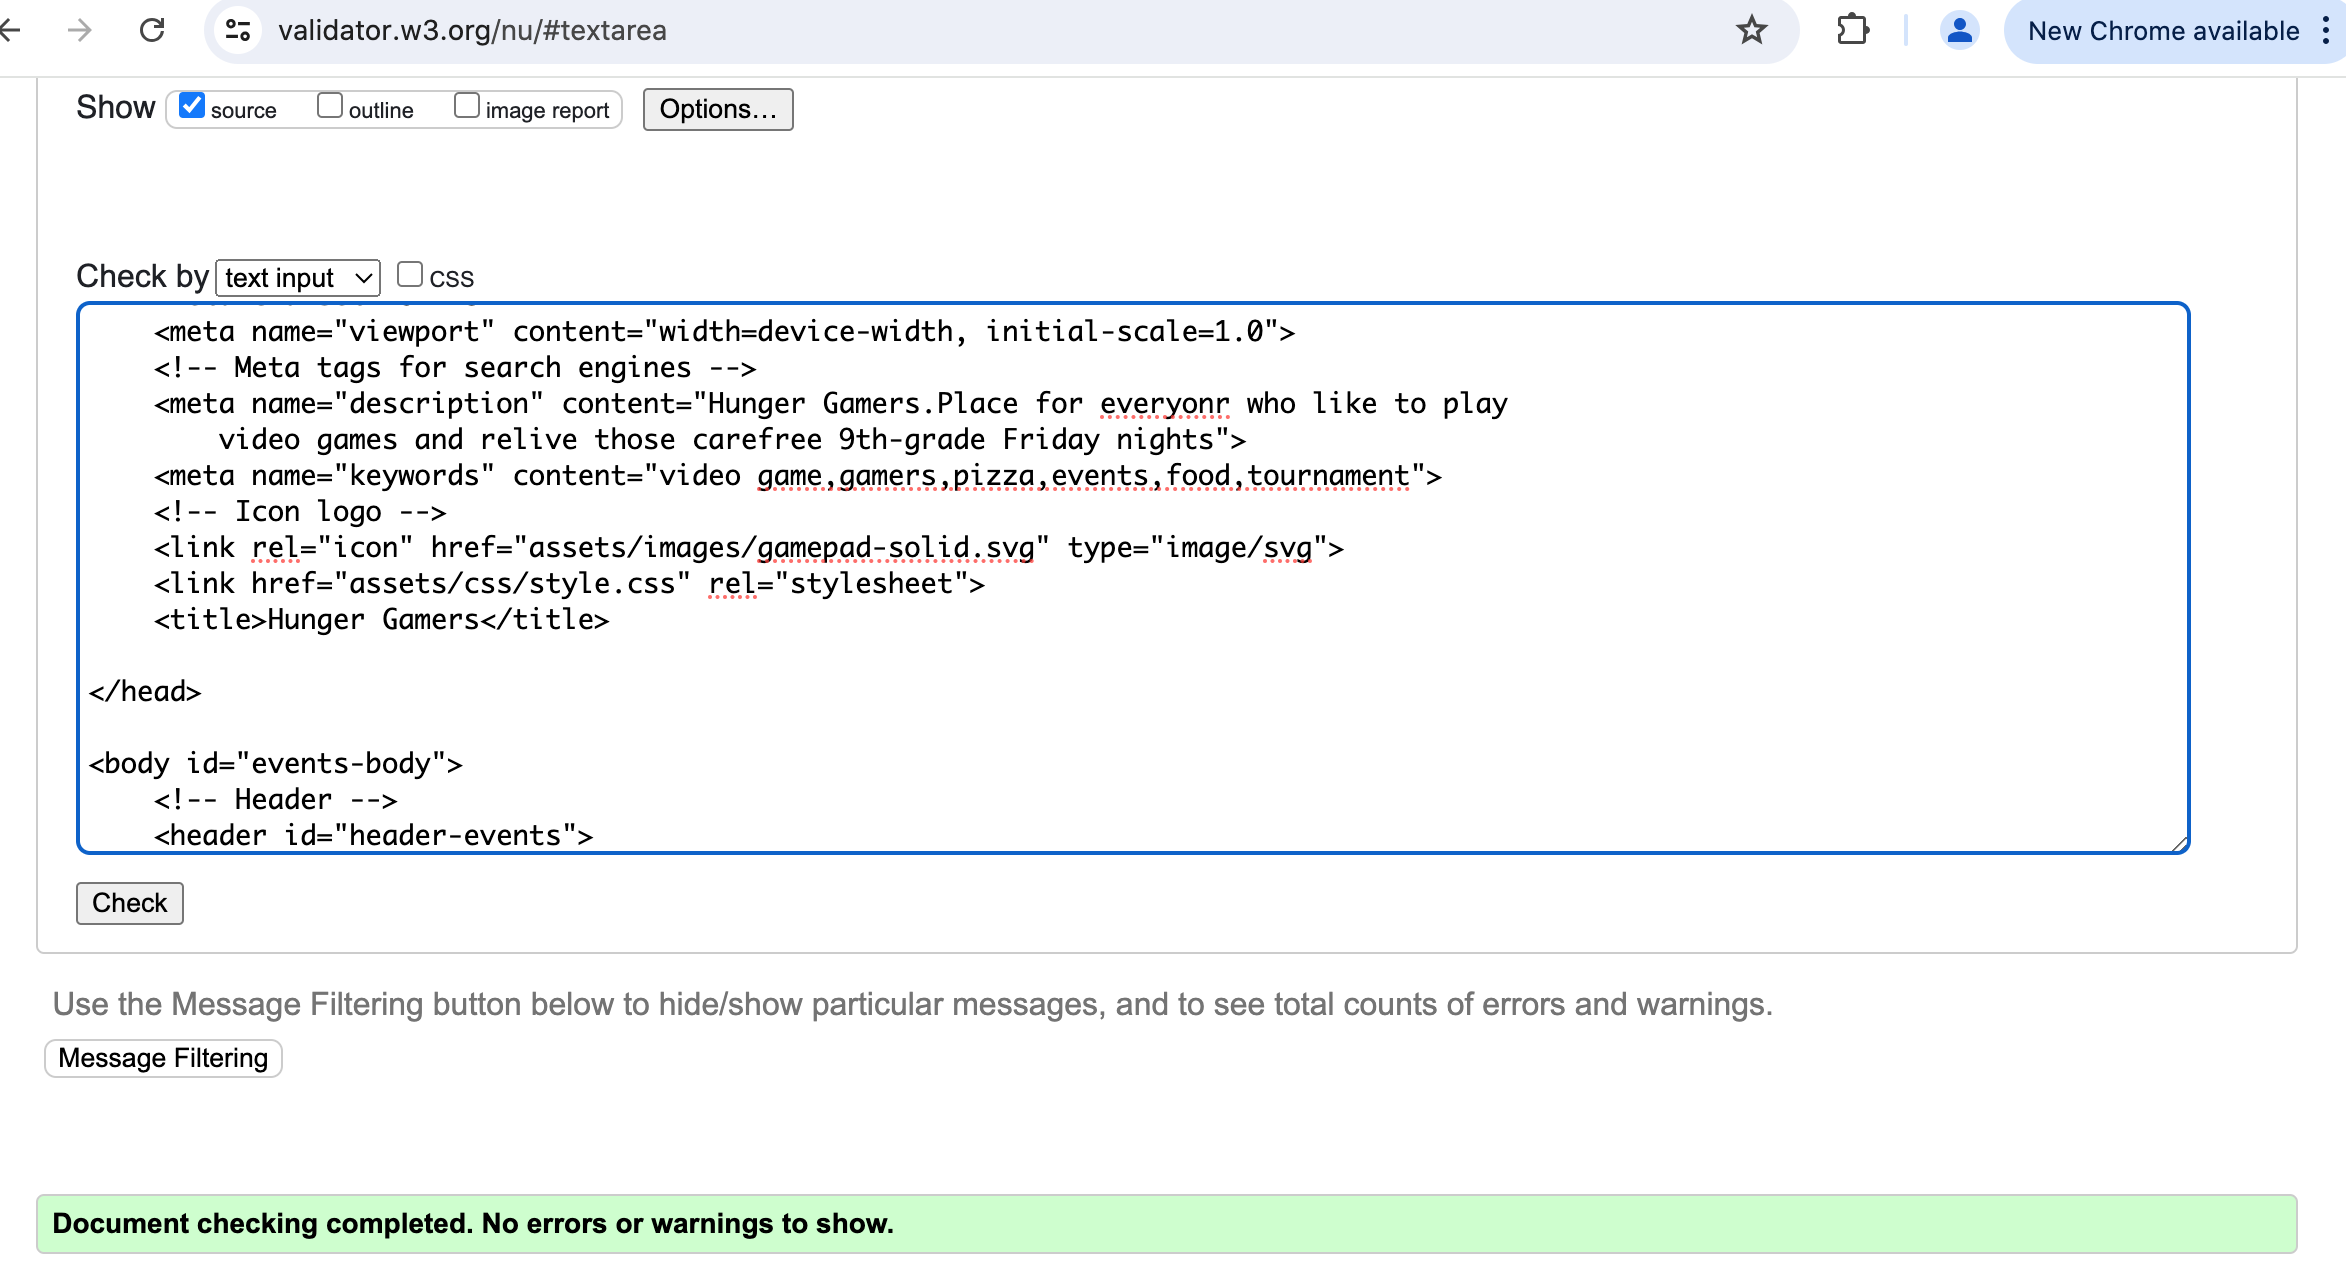 validator.w3.org/nu/#textarea
New Chrome available
Show source outline image report Options...
Check by text input CSS
<meta name="viewport" content="width=device-width, initial-scale=1.0">
<!-- Meta tags for search engines -->
<meta name="description" content="Hunger Gamers.Place for everyonr who like to play
video games and relive those carefree 9th-grade Friday nights">
<meta name="keywords" content="video game,gamers,pizza,events,food,tournament">
<!-- Icon logo -->
<link rel="icon" href="assets/images/gamepad-solid.svg" type="image/svg">
<link href="assets/css/style.css" rel="stylesheet">
<title>Hunger Gamers</title>
</head>
<body id="events-body">
<!-- Header -->
<header id="header-events">
Check
Use the Message Filtering button below to hide/show particular messages, and to see total counts of errors and warnings.
Message Filtering
Document checking completed. No errors or warnings to show.